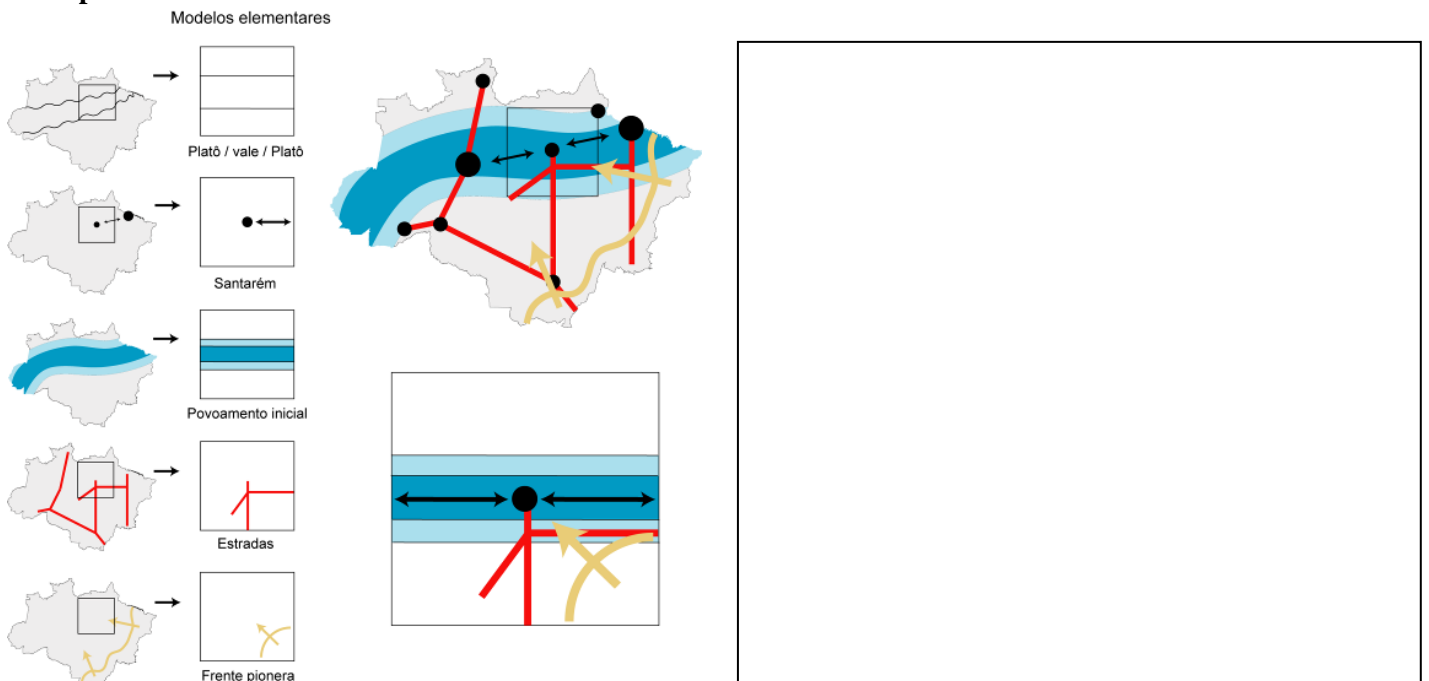 Modelos elementares
Platô / vale / Platô
Santarém
Povoamento inicial
Estradas
Frente pionera